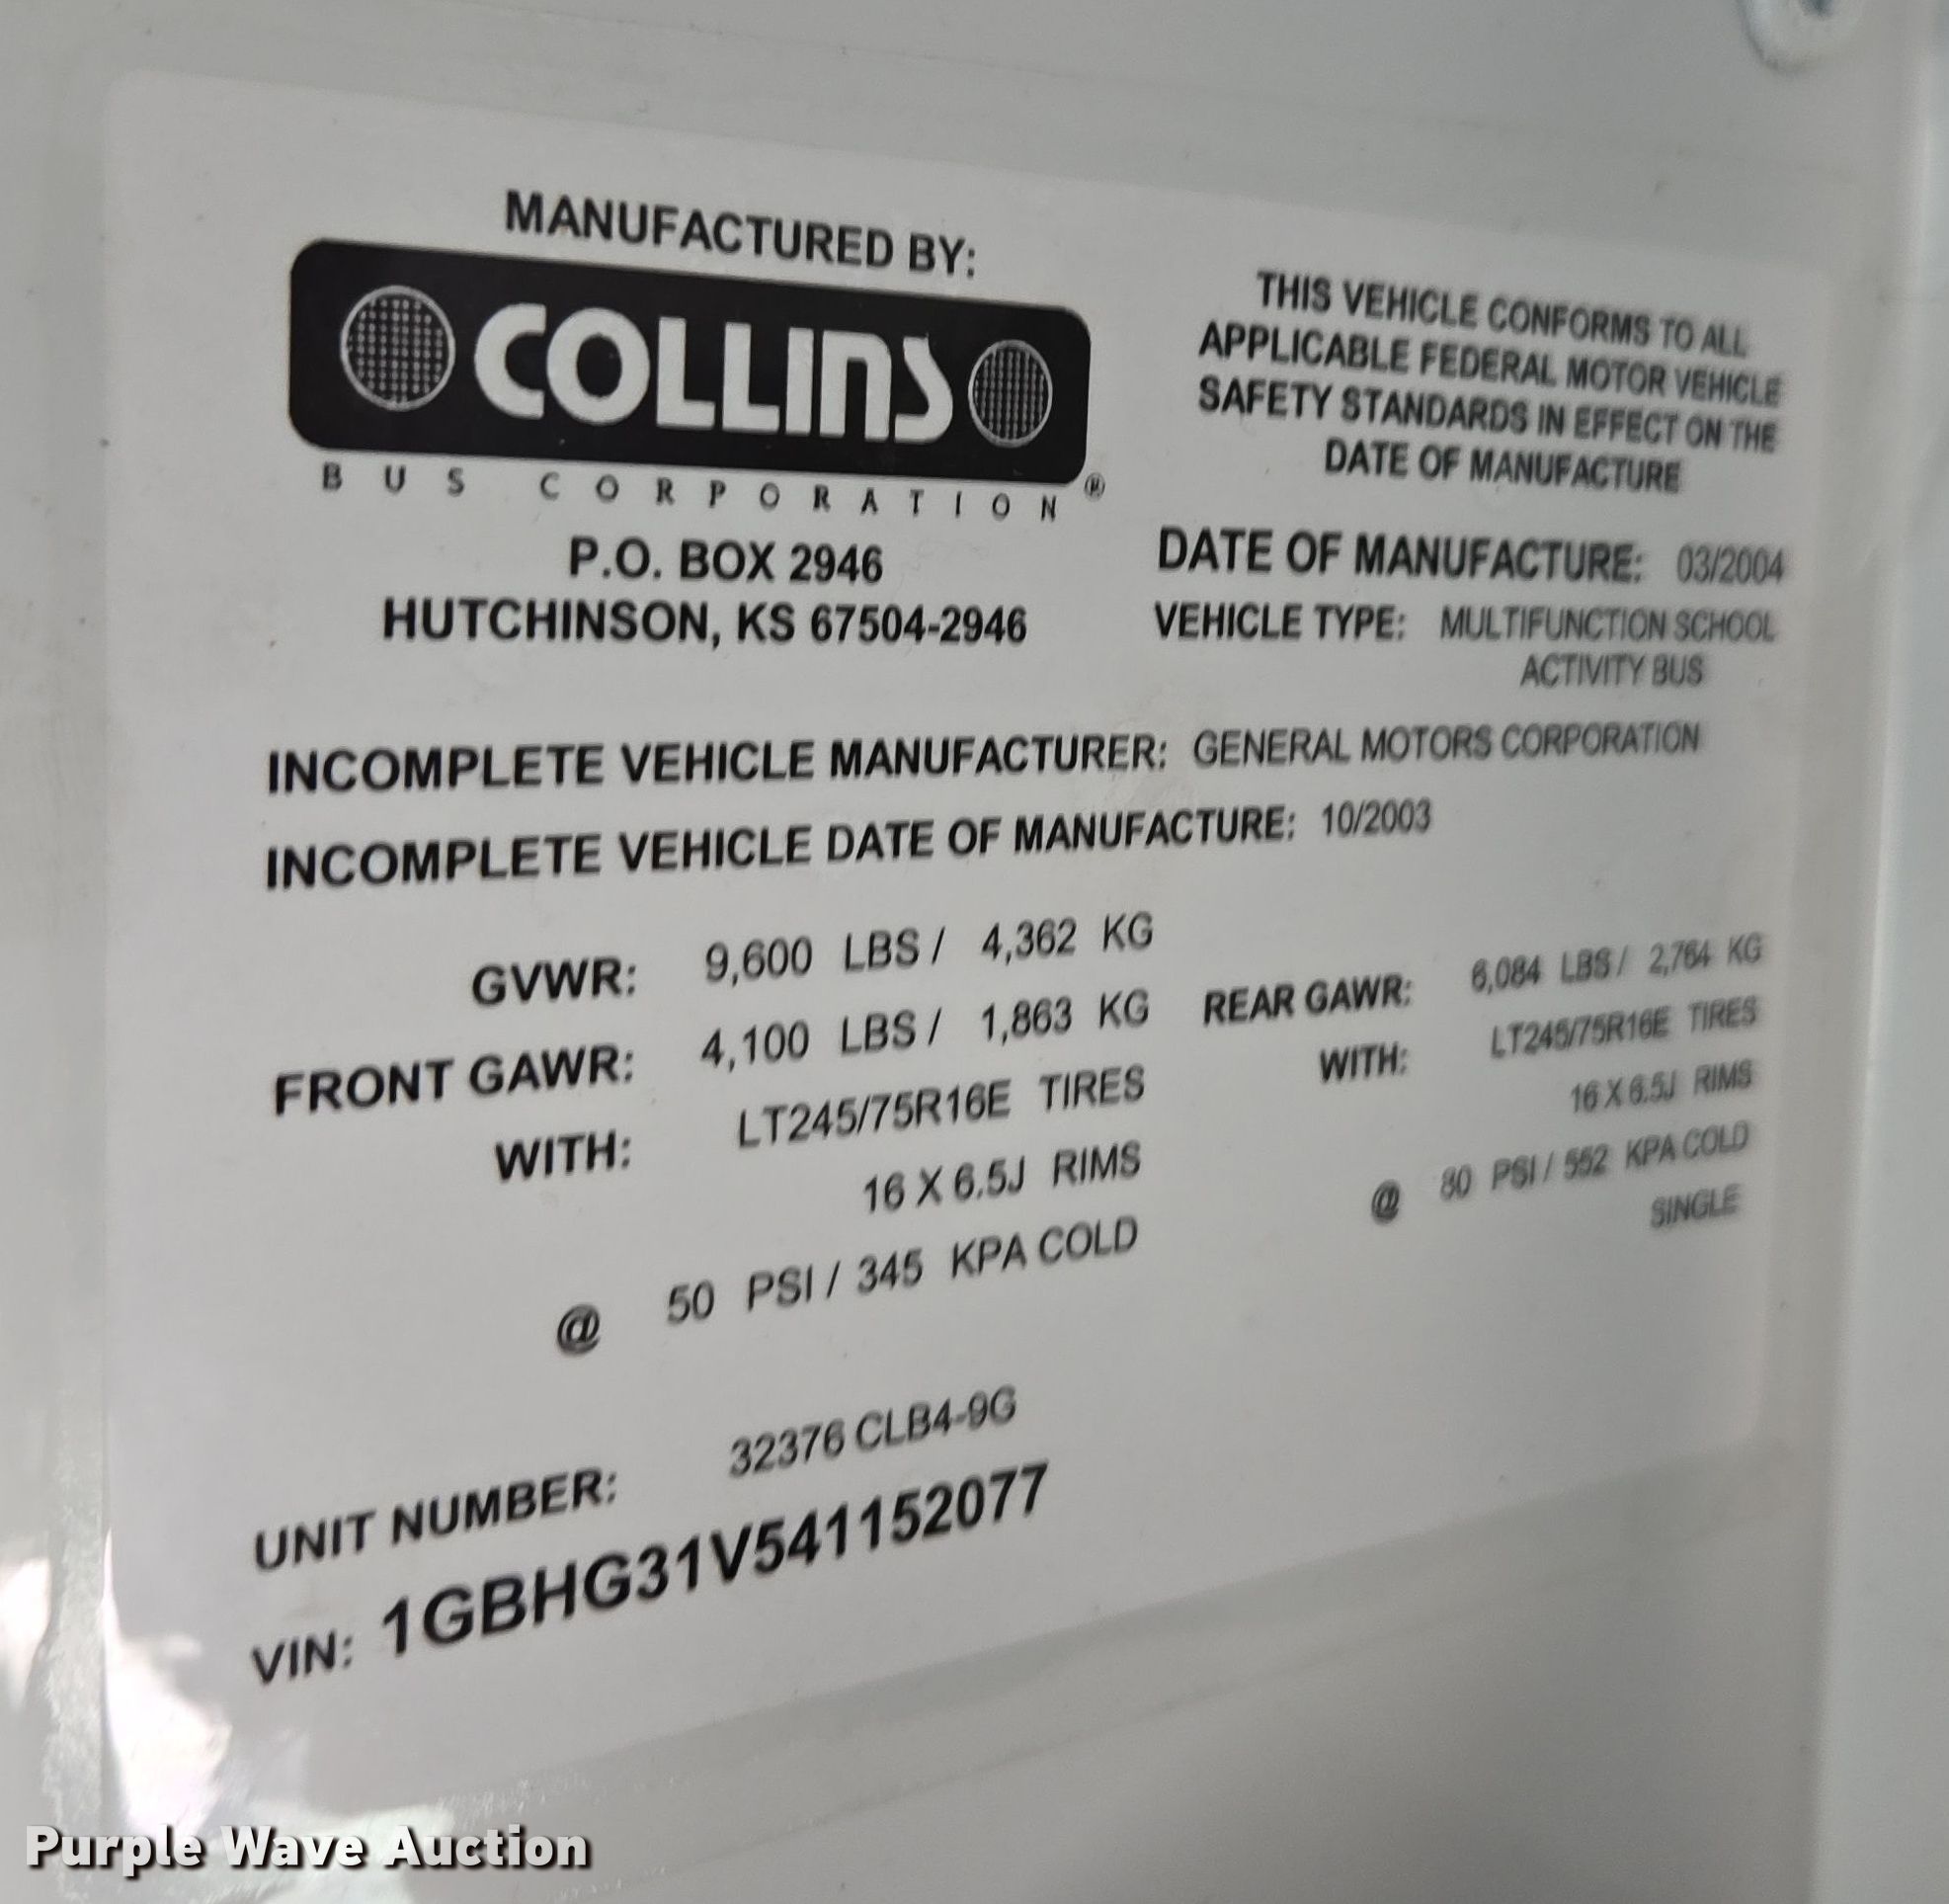 MANUFACTURED BY:
COLLINS
BUS CORPORATION®
P.O. BOX 2946
HUTCHINSON, KS 67504-2946
THIS VEHICLE CONFORMS TO ALL
APPLICABLE FEDERAL MOTOR VEHICLE
SAFETY STANDARDS IN EFFECT ON THE
DATE OF MANUFACTURE
DATE OF MANUFACTURE: 03/2004
VEHICLE TYPE: MULTIFUNCTION SCHOOL
ACTIVITY BUS
INCOMPLETE VEHICLE MANUFACTURER: GENERAL MOTORS CORPORATION
INCOMPLETE VEHICLE DATE OF MANUFACTURE: 10/2003
GVWR: 9,600 LBS / 4,362 KG
FRONT GAWR: 4,100 LBS / 1,863 KG
WITH: LT245/75R16E TIRES
16 X 6.5J RIMS
@ 50 PSI / 345 KPA COLD
REAR GAWR: 6,084 LBS / 2,764 KG
WITH: LT245/75R16E TIRES
16 X 6.5J RIMS
@ 80 PSI / 552 KPA COLD
SINGLE
UNIT NUMBER: 32376 CLB4-9G
VIN: 1GBHG31V541152077
Purple Wave Auction